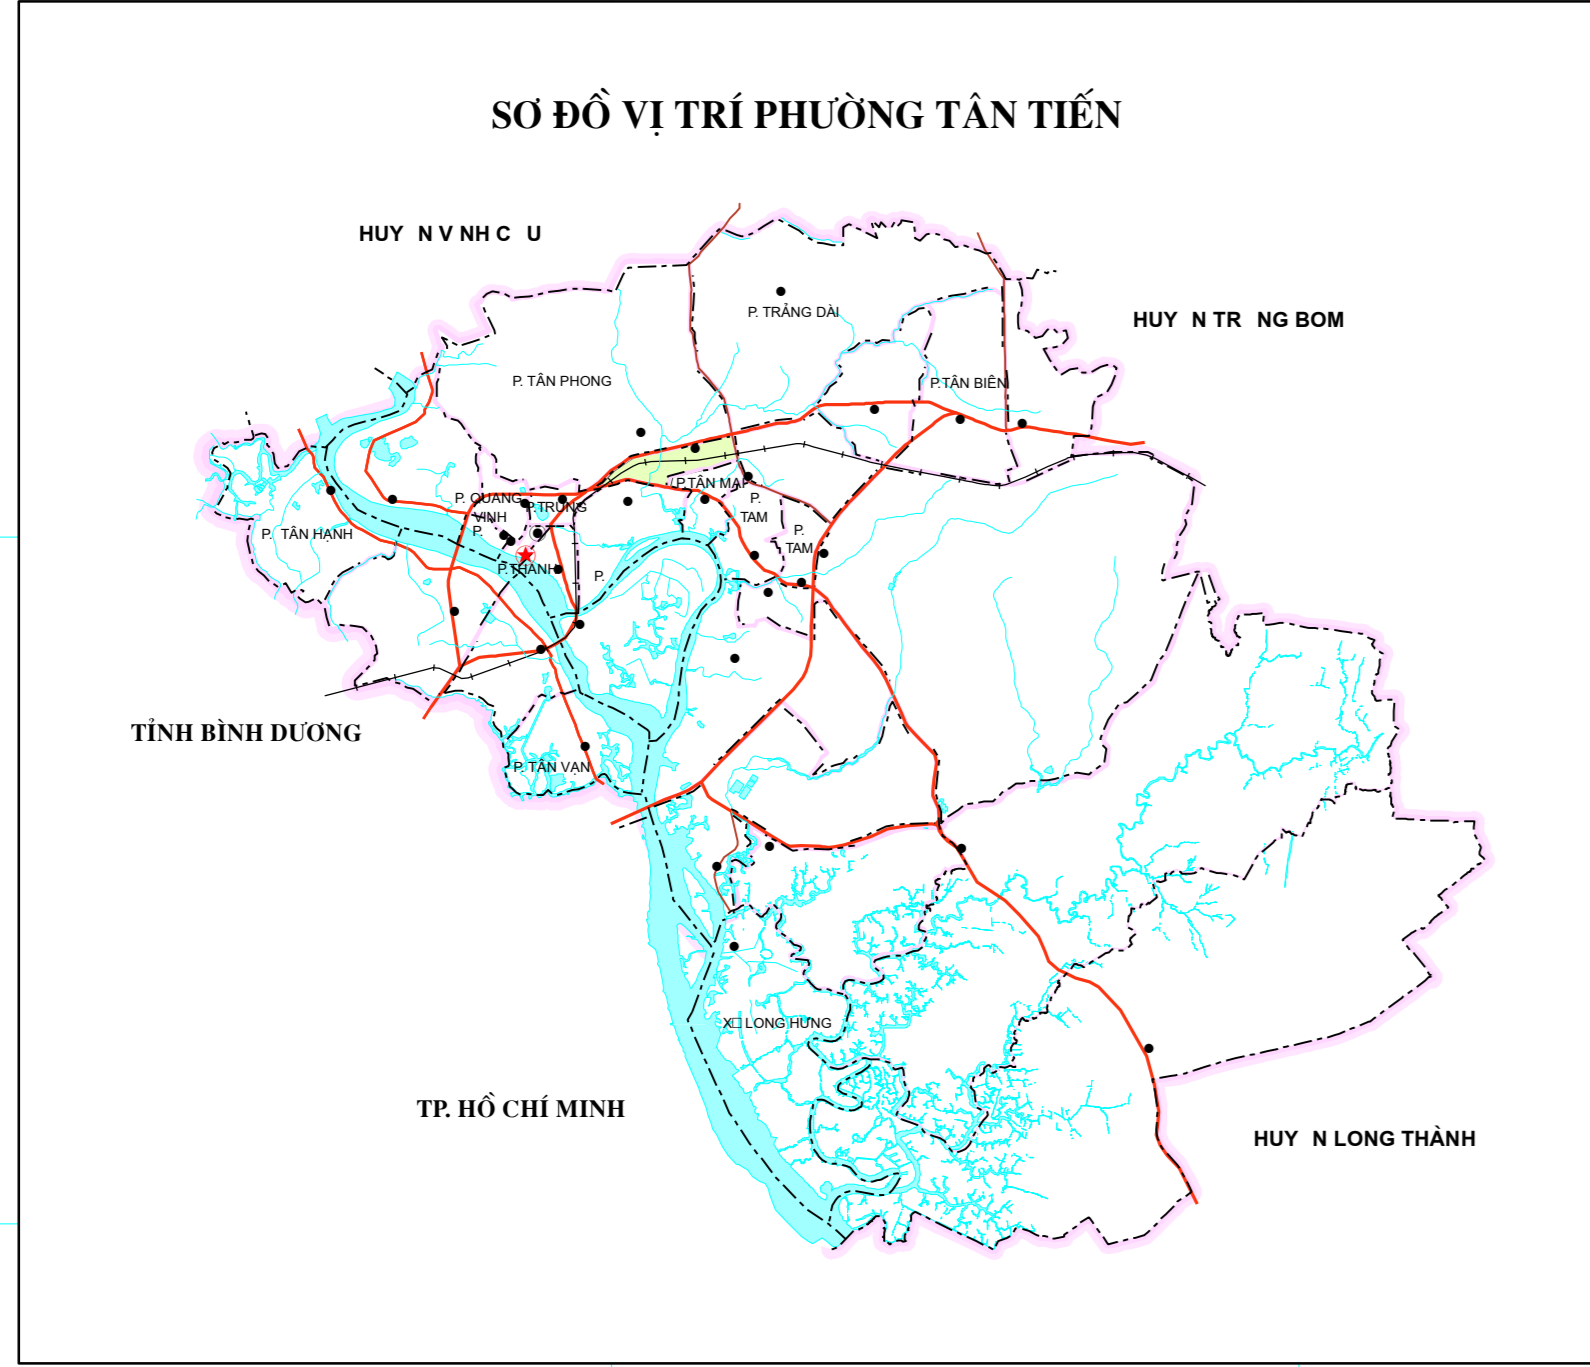 SƠ ĐỒ VỊ TRÍ PHƯỜNG TÂN TIẾN
HUY N V NH C U
P. TRẢNG DÀI
HUY N TR NG BOM
P. TÂN PHONG
P.TÂN BIÊN
P.TÂN MAI
P. QUANG
VINH
P.TRUNG
P.
TAM
P. TÂN HẠNH
P.
P.
TAM
P.THANH
P.
TỈNH BÌNH DƯƠNG
P. TÂN VẠN
X□ LONG HƯNG
TP. HỒ CHÍ MINH
HUY N LONG THÀNH